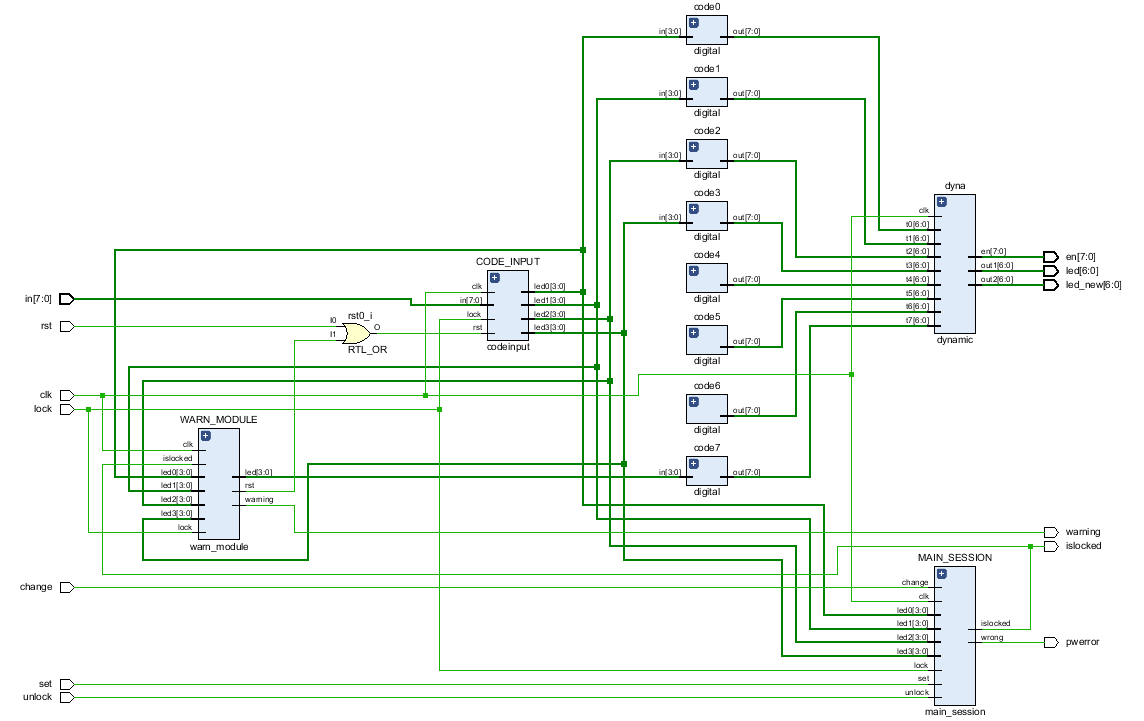 code0
in[3:0] out[7:0]
digital
code1
in[3:0] out[7:0]
digital
code2
in[3:0] out[7:0]
digital
code3
in[3:0] out[7:0]
digital
code4
out[7:0]
digital
code5
out[7:0]
digital
code6
out[7:0]
digital
code7
in[3:0] out[7:0]
digital
dyna
clk
t0[6:0]
t1[6:0]
t2[6:0]
t3[6:0]
t4[6:0]
t5[6:0]
t6[6:0]
t7[6:0]
en[7:0]
out1[6:0]
out2[6:0]
dynamic
en[7:0]
led[6:0]
led_new[6:0]
CODE_INPUT
clk
in[7:0]
lock
rst
led0[3:0]
led1[3:0]
led2[3:0]
led3[3:0]
codeinput
in[7:0]
rst
rst0_i
I0
I1
O
RTL_OR
clk
lock
WARN_MODULE
clk
islocked
led0[3:0]
led1[3:0]
led2[3:0]
led3[3:0]
lock
led[3:0]
rst
warning
warn_module
change
set
unlock
warning
islocked
MAIN_SESSION
change
clk
led0[3:0]
led1[3:0]
led2[3:0]
led3[3:0]
lock
set
unlock
islocked
wrong
main_session
pwerror